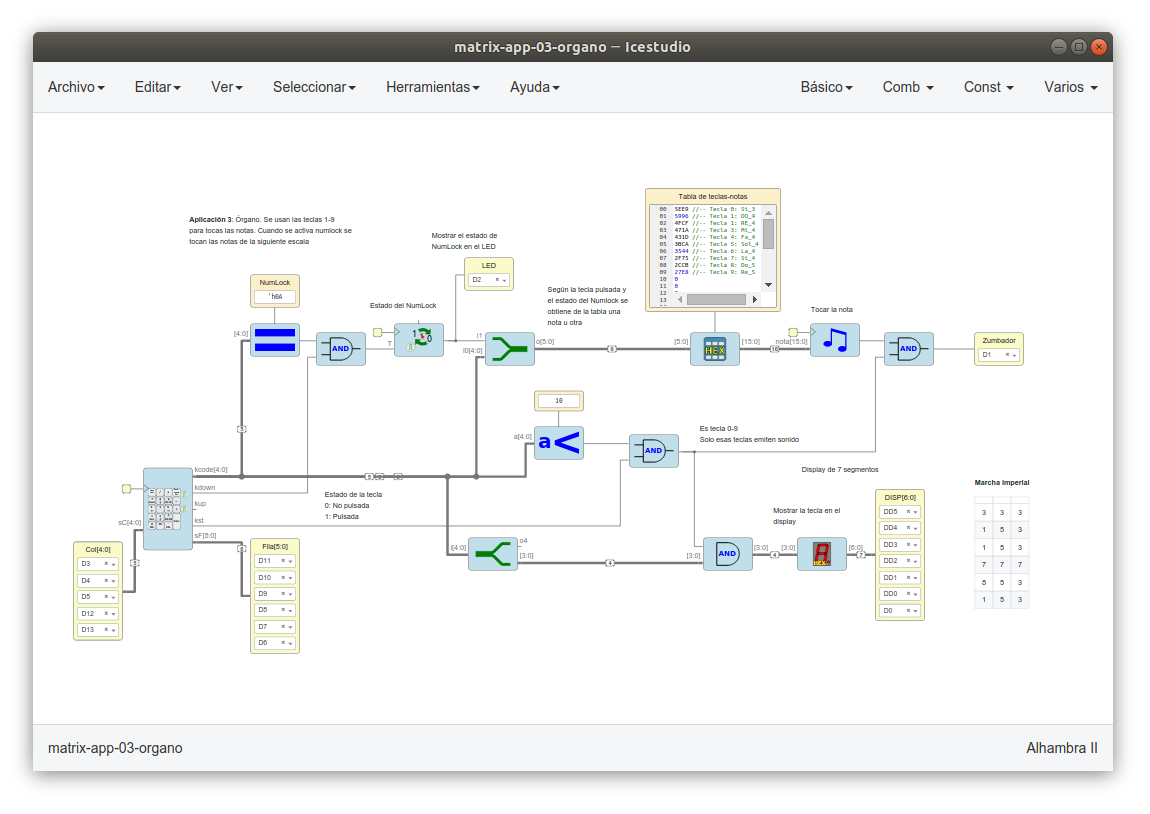 matrix-app-03-organo – Icestudio
Archivo Editar Ver Seleccionar Herramientas Ayuda Básico Comb Const Varios
Aplicación 3: Órgano. Se usan las teclas 1-9
para tocas las notas. Cuando se activa numlock se
tocan las notas de la siguiente escala
Mostrar el estado de
NumLock en el LED
LED
D2
NumLock
'h0A
Estado del NumLock
Según la tecla pulsada y
el estado del Numlock se
obtiene de la tabla una
nota u otra
Tabla de teclas-notas
00 5EE9 //-- Tecla 0: Si_3
01 5996 //-- Tecla 1: DO_4
02 4FCF //-- Tecla 1: RE_4
03 471A //-- Tecla 3: Mi_4
04 431D //-- Tecla 4: Fa_4
05 3BCA //-- Tecla 5: Sol_4
06 3544 //-- Tecla 6: La_4
07 2F75 //-- Tecla 7: Si_4
08 2CCB //-- Tecla 8: Do_5
09 27E8 //-- Tecla 9: Re_5
10 0
11 0
12
13
Tocar la nota
[4:0]
AND
T
1 0
i1
i0[4:0]
o[5:0]
6
[5:0]
HEX
[15:0]
16
nota[15:0]
AND
Zumbador
D1
10
a[4:0]
a<
AND
Es tecla 0-9
Solo esas teclas emiten sonido
5
kcode[4:0]
kdown
kup
kst
sF[5:0]
sC[4:0]
Estado de la tecla
0: No pulsada
1: Pulsada
Col[4:0]
D3
D4
D5
D12
D13
5
6
Fila[5:0]
D11
D10
D9
D8
D7
D6
i[4:0]
o4
[3:0]
4
[3:0]
AND
[3:0]
4
Mostrar la tecla en el
display
[3:0]
[6:0]
7
Display de 7 segmentos
DISP[6:0]
DD5
DD4
DD3
DD2
DD1
DD0
D0
Marcha Imperial
3 3 3
1 5 3
1 5 3
7 7 7
8 5 3
1 5 3
matrix-app-03-organo Alhambra II